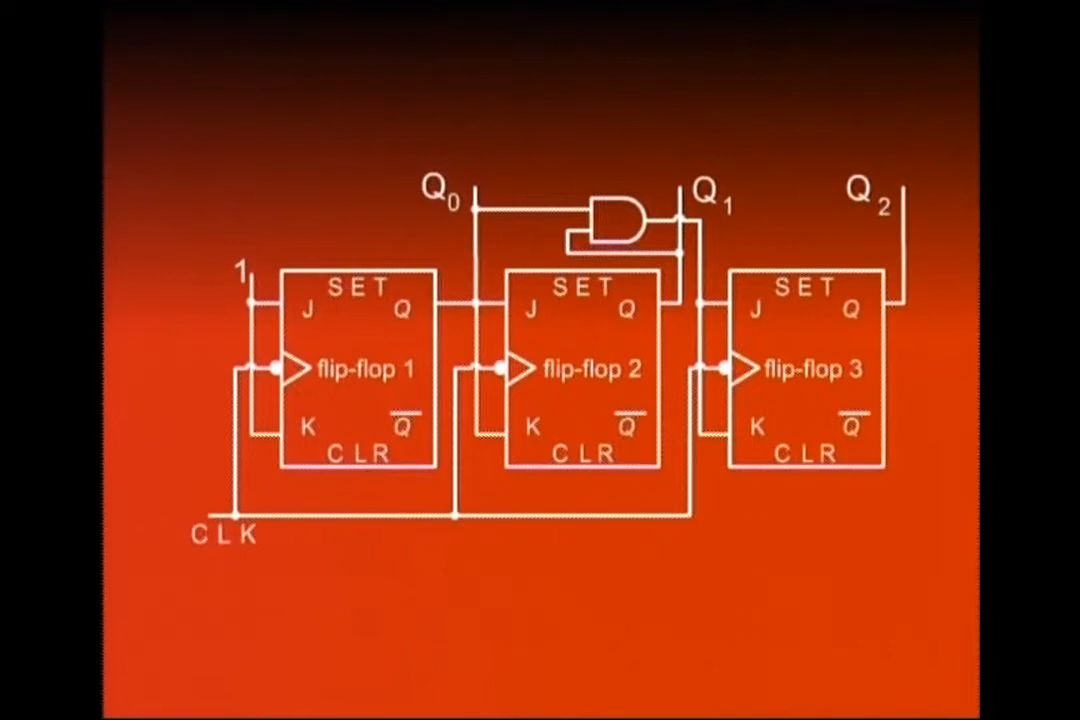 Q0 Q1 Q2
1
SET SET SET
J Q J Q J Q
flip-flop 1 flip-flop 2 flip-flop 3
K Q̅ K Q̅ K Q̅
CLR CLR CLR
CLK